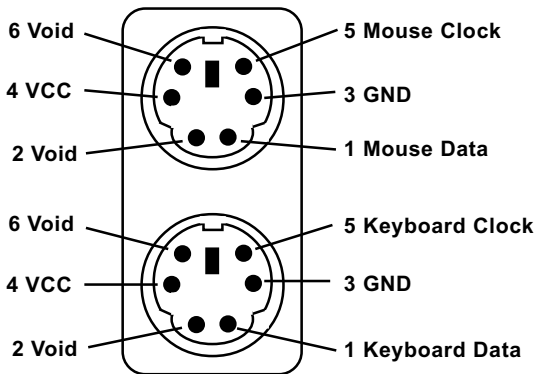 6 Void
5 Mouse Clock
4 VCC
3 GND
2 Void
1 Mouse Data
6 Void
5 Keyboard Clock
4 VCC
3 GND
2 Void
1 Keyboard Data